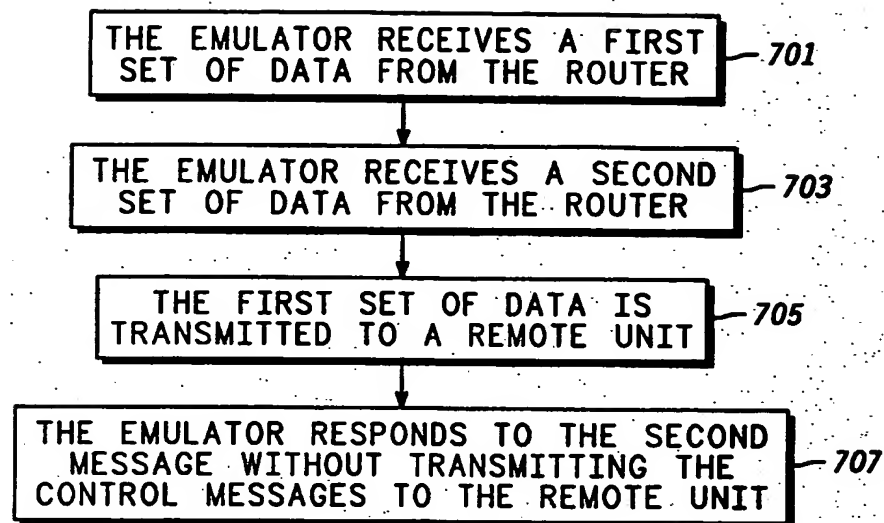 THE EMULATOR RECEIVES A FIRST
SET OF DATA FROM THE ROUTER
701
THE EMULATOR RECEIVES A SECOND
SET OF DATA FROM THE ROUTER
703
THE FIRST SET OF DATA IS
TRANSMITTED TO A REMOTE UNIT
705
THE EMULATOR RESPONDS TO THE SECOND
MESSAGE WITHOUT TRANSMITTING THE
CONTROL MESSAGES TO THE REMOTE UNIT
707